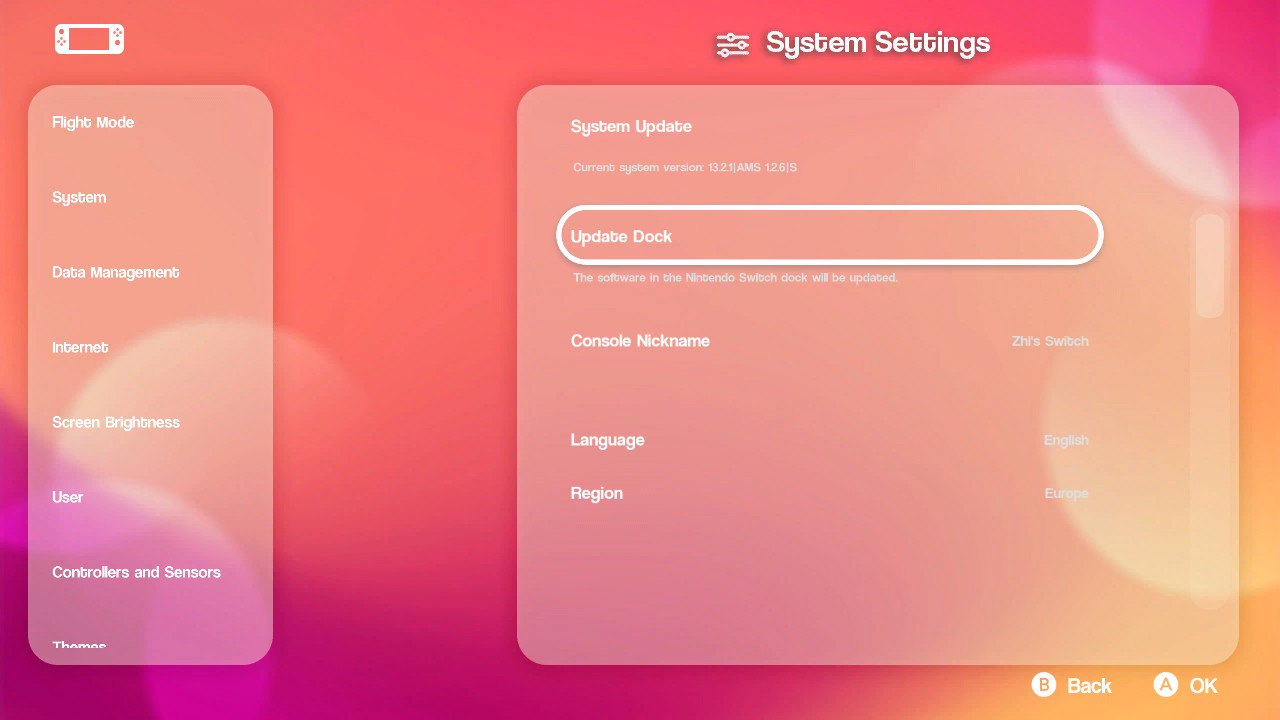 System Settings
Flight Mode
System
Data Management
Internet
Screen Brightness
User
Controllers and Sensors
Themes
System Update
Current system version: 13.2.1|AMS 1.2.6|S
Update Dock
The software in the Nintendo Switch dock will be updated.
Console Nickname Zhi's Switch
Language English
Region Europe
B Back A OK